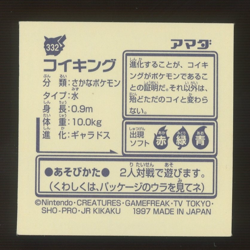 332
コイキング
アマダ
分類：さかなポケモン
タイプ：水
身長：0.9m
体重：10.0kg
進化：ギャラドス
進化することが、コイキ
ングがポケモンであるこ
との証明だ。それ以外は、
殆どただのコイと変わら
ない。
出現ソフト
赤 緑 青
●あそびかた● 2人対戦で遊びます。
（くわしくは、パッケージのウラを見てネ）
©Nintendo・CREATURES・GAMEFREAK・TV TOKYO・
SHO-PRO・JR KIKAKU 1997 MADE IN JAPAN